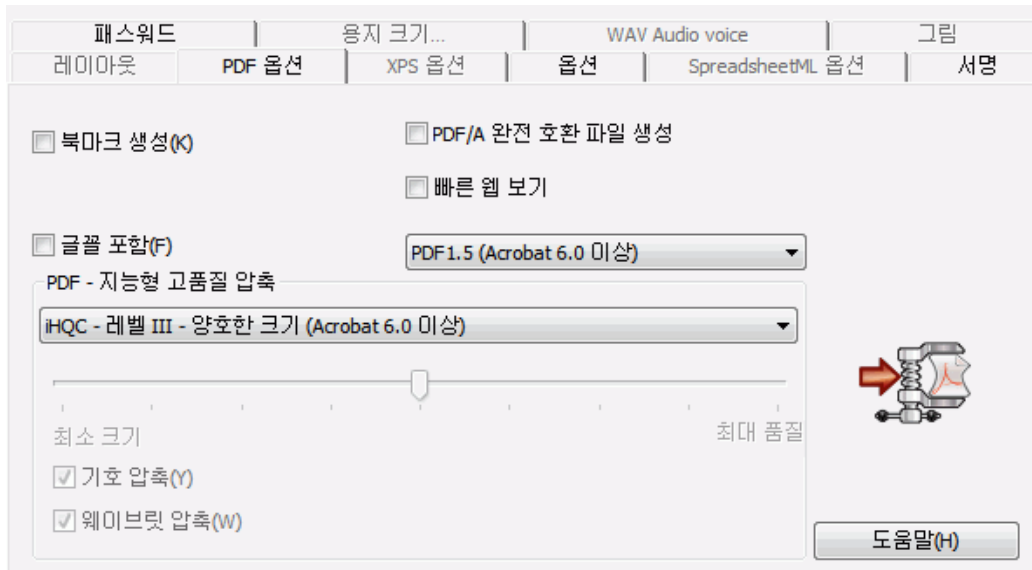 패스워드 용지 크기... WAV Audio voice 그림
레이아웃 PDF 옵션 XPS 옵션 옵션 SpreadsheetML 옵션 서명
북마크 생성(K) PDF/A 완전 호환 파일 생성
빠른 웹 보기
글꼴 포함(F) PDF1.5 (Acrobat 6.0 이상)
PDF - 지능형 고품질 압축
iHQC - 레벨 III - 양호한 크기 (Acrobat 6.0 이상)
최소 크기 최대 품질
기호 압축(Y)
웨이브릿 압축(W)
도움말(H)